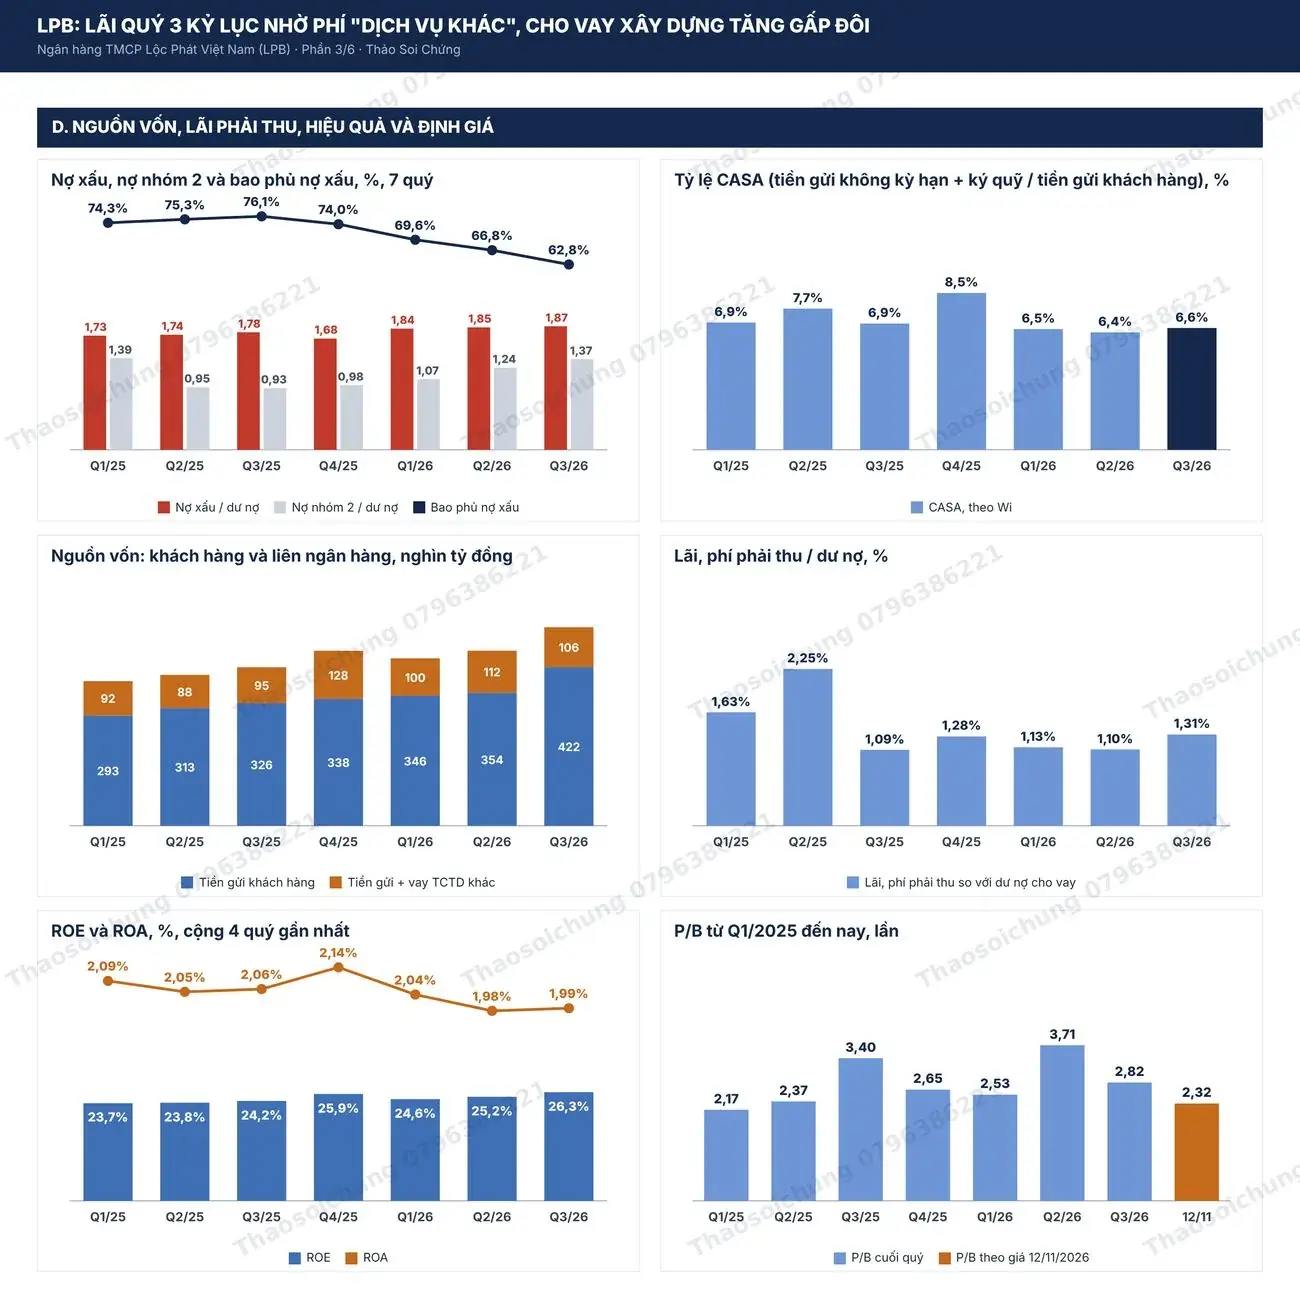 LPB: LÃI QUÝ 3 KỶ LỤC NHỜ PHÍ "DỊCH VỤ KHÁC", CHO VAY XÂY DỰNG TĂNG GẤP ĐÔI
Ngân hàng TMCP Lộc Phát Việt Nam (LPB) · Phần 3/6 · Thảo Soi Chứng
D. NGUỒN VỐN, LÃI PHẢI THU, HIỆU QUẢ VÀ ĐỊNH GIÁ
Nợ xấu, nợ nhóm 2 và bao phủ nợ xấu, %, 7 quý
74,3% 75,3% 76,1% 74,0% 69,6% 66,8% 62,8%
1,73 1,39 1,74 0,95 1,78 0,93 1,68 0,98 1,84 1,07 1,85 1,24 1,87 1,37
Q1/25 Q2/25 Q3/25 Q4/25 Q1/26 Q2/26 Q3/26
Nợ xấu / dư nợ Nợ nhóm 2 / dư nợ Bao phủ nợ xấu
Tỷ lệ CASA (tiền gửi không kỳ hạn + ký quỹ / tiền gửi khách hàng), %
6,9% 7,7% 6,9% 8,5% 6,5% 6,4% 6,6%
Q1/25 Q2/25 Q3/25 Q4/25 Q1/26 Q2/26 Q3/26
CASA, theo Wi
Nguồn vốn: khách hàng và liên ngân hàng, nghìn tỷ đồng
92 88 95 128 100 112 106
293 313 326 338 346 354 422
Q1/25 Q2/25 Q3/25 Q4/25 Q1/26 Q2/26 Q3/26
Tiền gửi khách hàng Tiền gửi + vay TCTD khác
Lãi, phí phải thu / dư nợ, %
1,63% 2,25% 1,09% 1,28% 1,13% 1,10% 1,31%
Q1/25 Q2/25 Q3/25 Q4/25 Q1/26 Q2/26 Q3/26
Lãi, phí phải thu so với dư nợ cho vay
ROE và ROA, %, cộng 4 quý gần nhất
2,09% 2,05% 2,06% 2,14% 2,04% 1,98% 1,99%
23,7% 23,8% 24,2% 25,9% 24,6% 25,2% 26,3%
Q1/25 Q2/25 Q3/25 Q4/25 Q1/26 Q2/26 Q3/26
ROE ROA
P/B từ Q1/2025 đến nay, lần
2,17 2,37 3,40 2,65 2,53 3,71 2,82 2,32
Q1/25 Q2/25 Q3/25 Q4/25 Q1/26 Q2/26 Q3/26 12/11
P/B cuối quý P/B theo giá 12/11/2026
Thaosoichung 0796386221